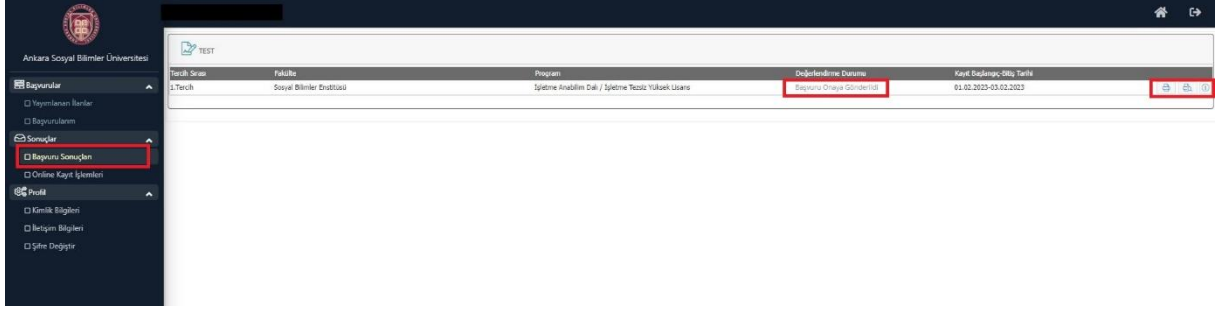 Ankara Sosyal Bilimler Üniversitesi
Başvurular
Yayımlanan İlanlar
Başvurularım
Sonuçlar
Başvuru Sonuçları
Online Kayıt İşlemleri
Profil
Kimlik Bilgileri
İletişim Bilgileri
Şifre Değiştir
TEST
Tercih Sırası Fakülte Program Değerlendirme Durumu Kayıt Başlangıç-Bitiş Tarihi
1.Tercih Sosyal Bilimler Enstitüsü İşletme Anabilim Dalı / İşletme Tezsiz Yüksek Lisans Başvuru Onaya Gönderildi 01.02.2023-03.02.2023